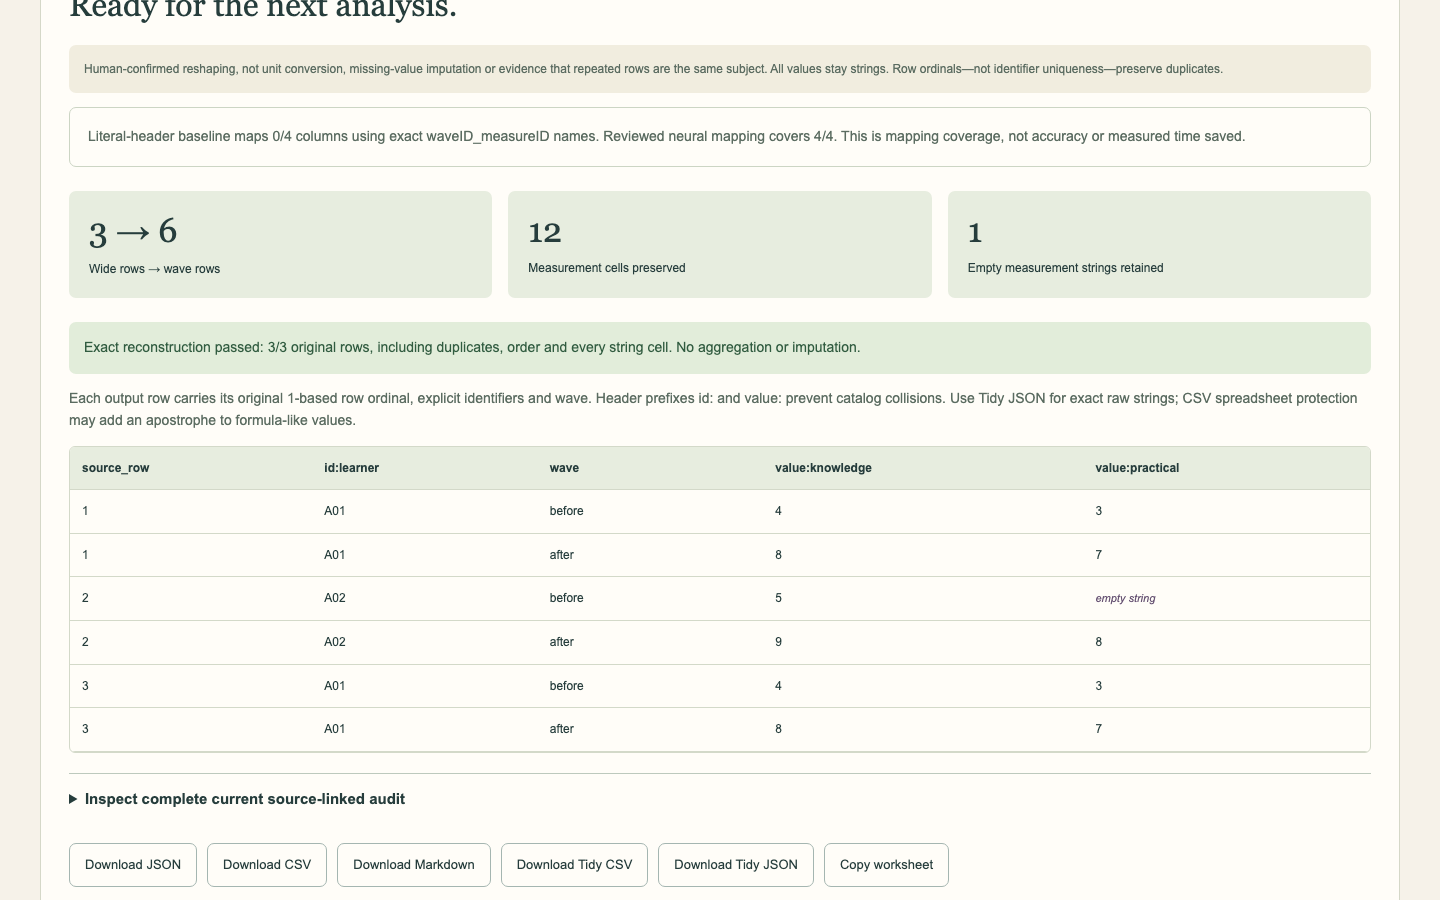 Ready for the next analysis.
Human-confirmed reshaping, not unit conversion, missing-value imputation or evidence that repeated rows are the same subject. All values stay strings. Row ordinals—not identifier uniqueness—preserve duplicates.
Literal-header baseline maps 0/4 columns using exact waveID_measureID names. Reviewed neural mapping covers 4/4. This is mapping coverage, not accuracy or measured time saved.
3 → 6
Wide rows → wave rows
12
Measurement cells preserved
1
Empty measurement strings retained
Exact reconstruction passed: 3/3 original rows, including duplicates, order and every string cell. No aggregation or imputation.
Each output row carries its original 1-based row ordinal, explicit identifiers and wave. Header prefixes id: and value: prevent catalog collisions. Use Tidy JSON for exact raw strings; CSV spreadsheet protection
may add an apostrophe to formula-like values.
source_row id:learner wave value:knowledge value:practical
1 A01 before 4 3
1 A01 after 8 7
2 A02 before 5 empty string
2 A02 after 9 8
3 A01 before 4 3
3 A01 after 8 7
▶ Inspect complete current source-linked audit
Download JSON Download CSV Download Markdown Download Tidy CSV Download Tidy JSON Copy worksheet